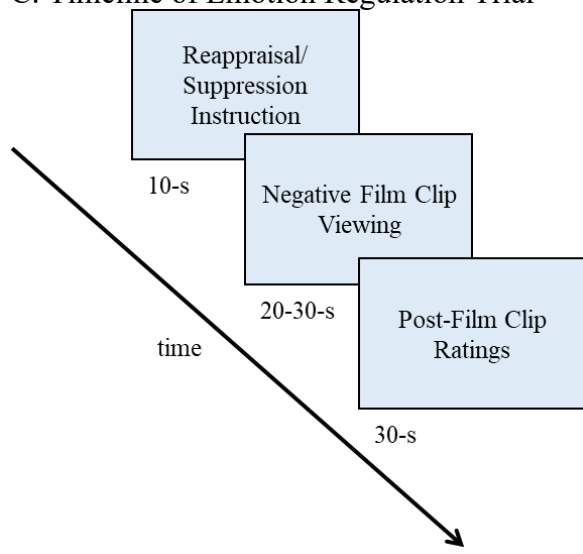 C. Timeline of Emotion Regulation Trial
Reappraisal/
Suppression
Instruction
10-s
Negative Film Clip
Viewing
20-30-s
Post-Film Clip
Ratings
30-s
time